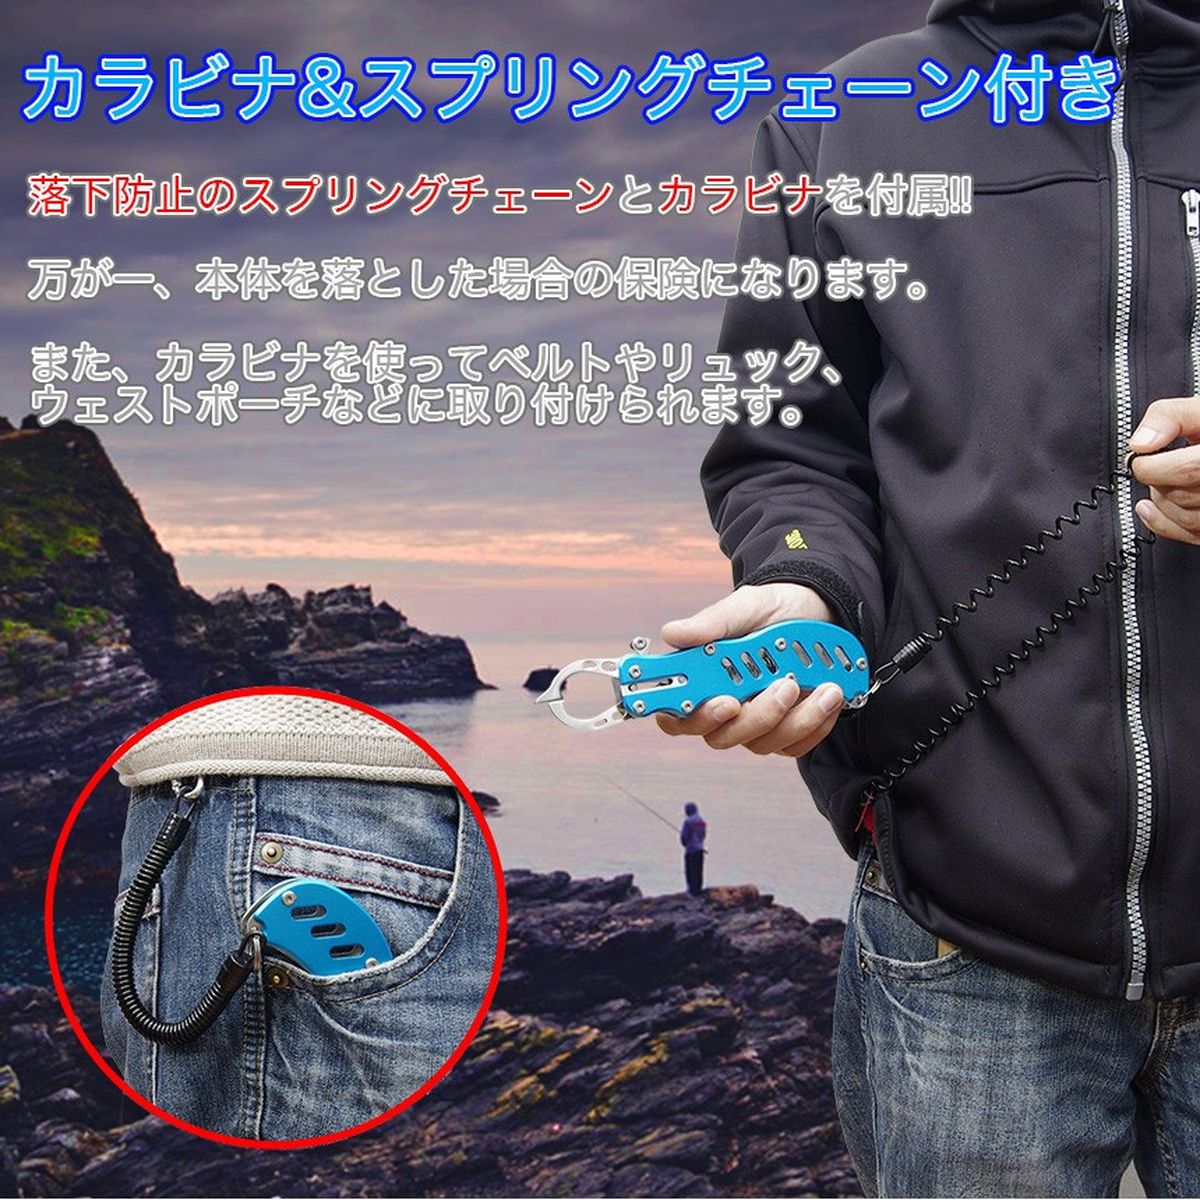 カラビナ&スプリングチェーン付き
落下防止のスプリングチェーンとカラビナを付属!!
万が一、本体を落とした場合の保険になります。
また、カラビナを使ってベルトやリュック、
ウェストポーチなどに取り付けられます。